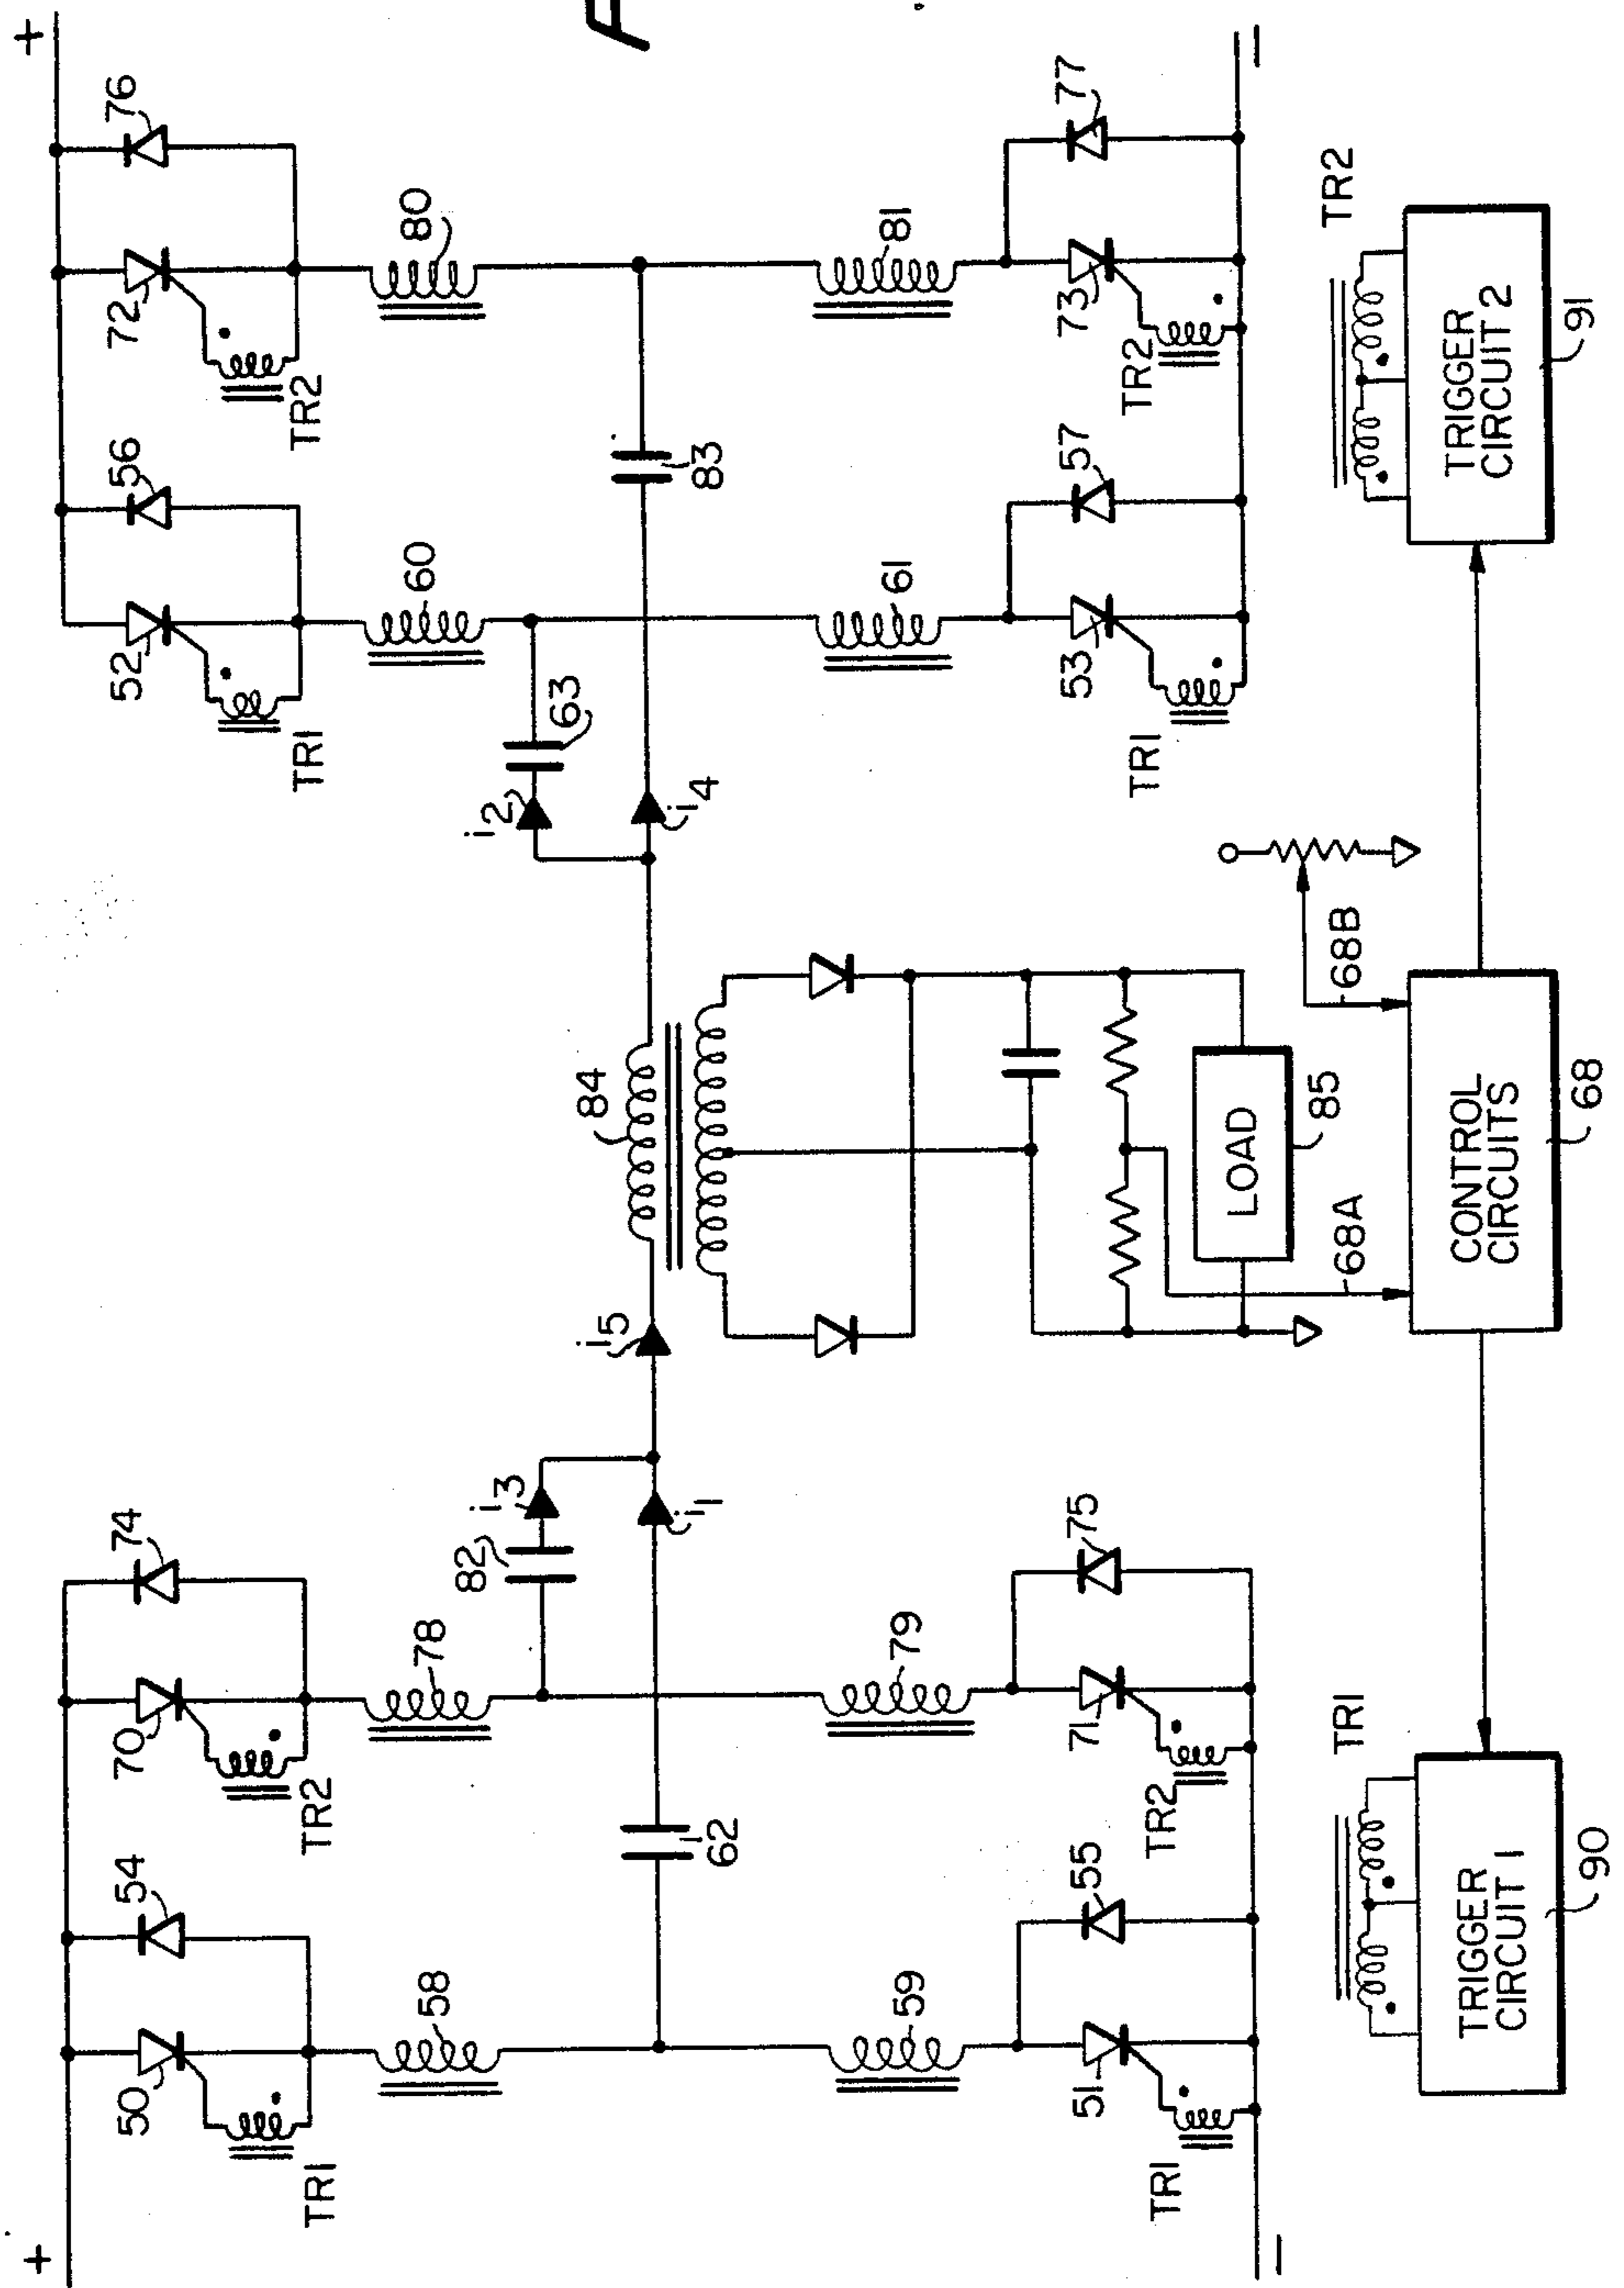 +
+
50
54
70
74
52
56
72
76
TR1
TR2
TR1
TR2
58
78
60
80
82
i3
i2
63
62
i1
i5
84
i4
83
59
79
61
81
51
55
71
75
53
57
73
77
TR1
TR2
TR1
TR2
−
−
LOAD
85
68A
68B
TR1
TR2
TRIGGER
CIRCUIT 1
90
CONTROL
CIRCUITS
68
TRIGGER
CIRCUIT 2
91